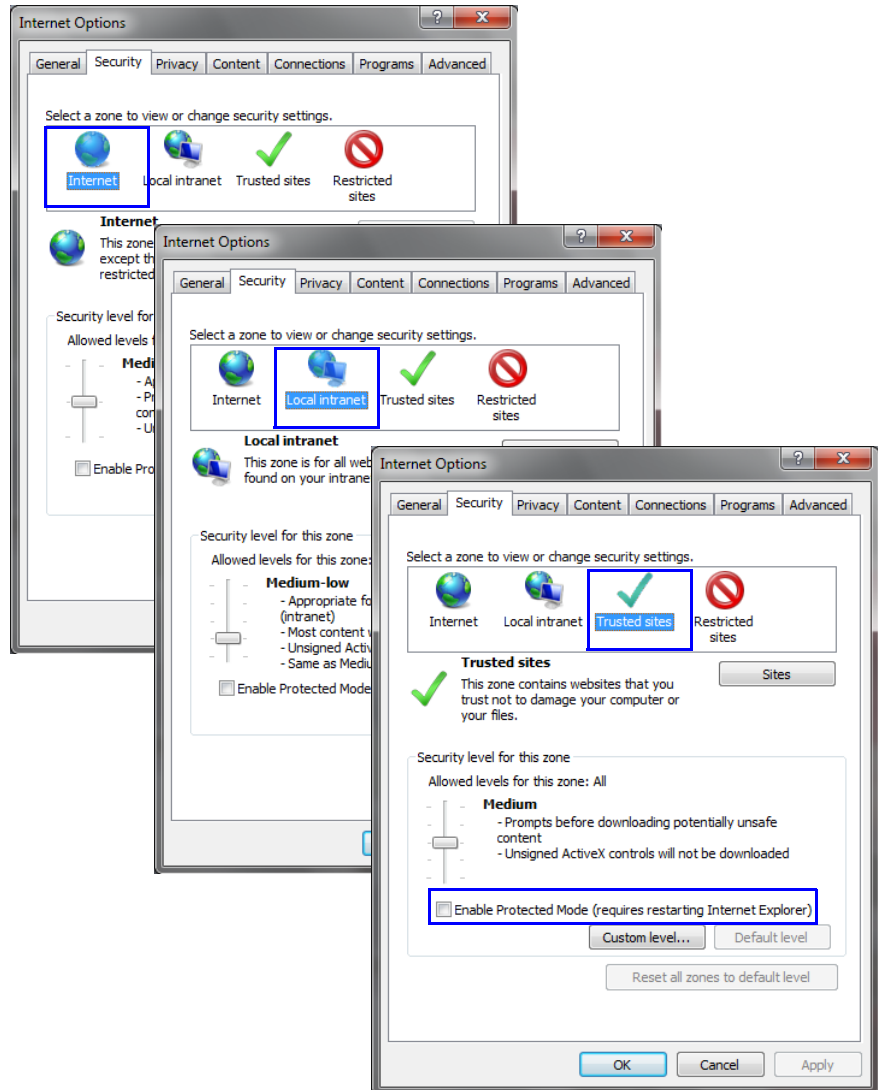 Internet Options
General Security Privacy Content Connections Programs Advanced
Select a zone to view or change security settings.
Internet Local intranet Trusted sites Restricted
sites
Internet
This zone
except th
restricted
Security level for
Allowed levels
Medi
- A
- Pr
con
- U
Enable Pro
Internet Options
General Security Privacy Content Connections Programs Advanced
Select a zone to view or change security settings.
Internet Local intranet Trusted sites Restricted
sites
Local intranet
This zone is for all web
found on your intrane
Security level for this zone
Allowed levels for this zone:
Medium-low
- Appropriate fo
(intranet)
- Most content
- Unsigned Activ
- Same as Mediu
Enable Protected Mode
Internet Options
General Security Privacy Content Connections Programs Advanced
Select a zone to view or change security settings.
Internet Local intranet Trusted sites Restricted
sites
Trusted sites
This zone contains websites that you
trust not to damage your computer or
your files.
Sites
Security level for this zone
Allowed levels for this zone: All
Medium
- Prompts before downloading potentially unsafe
content
- Unsigned ActiveX controls will not be downloaded
Enable Protected Mode (requires restarting Internet Explorer)
Custom level... Default level
Reset all zones to default level
OK Cancel Apply